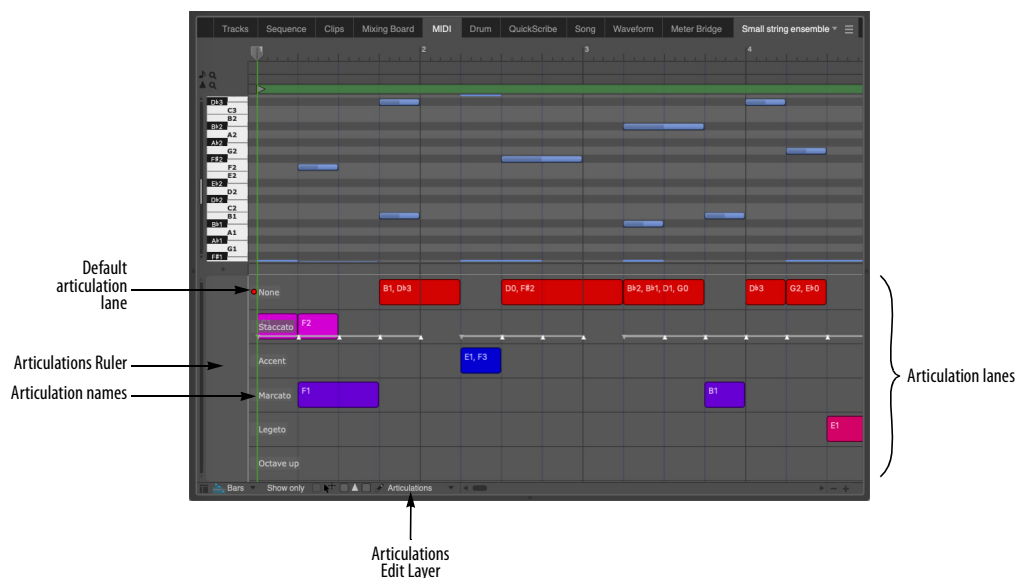 Tracks Sequence Clips Mixing Board MIDI Drum QuickScribe Song Waveform Meter Bridge Small string ensemble
1 2 3 4
D♭3
C3
B2
B♭2
A2
A♭2
G2
F#2
F2
E2
E♭2
D2
D♭2
C2
B1
B♭1
A1
A♭1
G1
F#1
Default
articulation
lane
None B1, D♭3 D0, F#2 B♭2, B♭1, D1, G0 D♭3 G2, E♭0
Staccato F2
Articulations Ruler
Accent E1, F3
Articulation names
Marcato F1 B1
Articulation lanes
Legeto E1
Octave up
Bars Show only Articulations
Articulations
Edit Layer